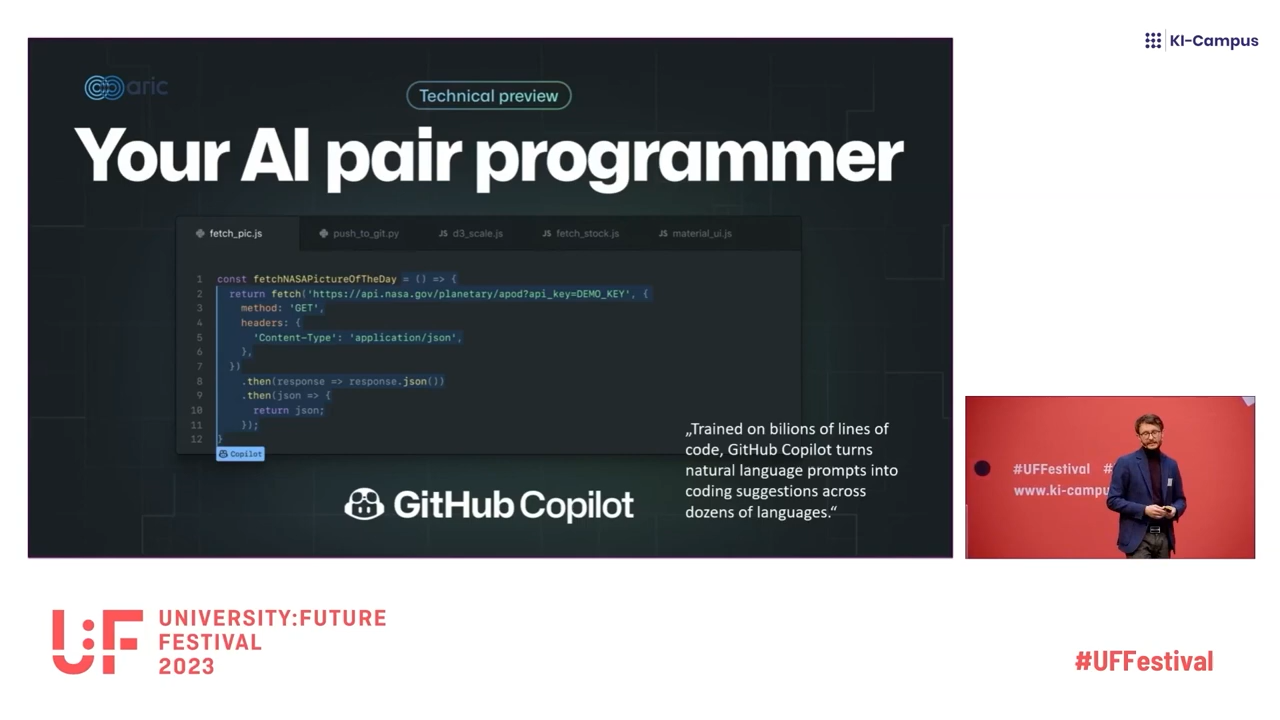 KI-Campus
aric
Technical preview
Your AI pair programmer
fetch_pic.js
push_to_git.py
JS d3_scale.js
JS fetch_stock.js
JS material_ui.js
1 const fetchNASAPictureOfTheDay = () => {
2 return fetch('https://api.nasa.gov/planetary/apod?api_key=DEMO_KEY', {
3 method: 'GET',
4 headers: {
5 'Content-Type': 'application/json',
6 },
7 })
8 .then(response => response.json())
9 .then(json => {
10 return json;
11 });
12 }
Copilot
GitHub Copilot
„Trained on bilions of lines of
code, GitHub Copilot turns
natural language prompts into
coding suggestions across
dozens of languages.“
#UFFestival #
www.ki-campu
U:F
UNIVERSITY:FUTURE
FESTIVAL
2023
#UFFestival